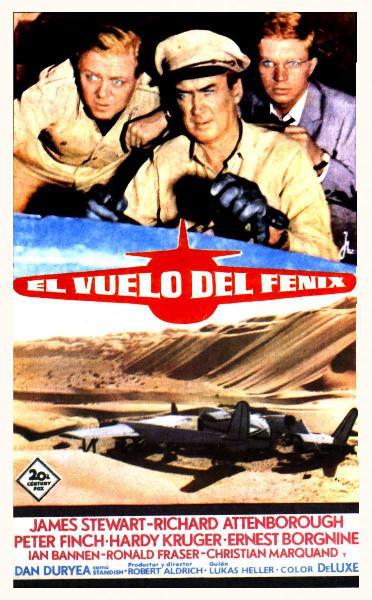 EL VUELO DEL FENIX
20th
CENTURY
FOX
JAMES STEWART-RICHARD ATTENBOROUGH
PETER FINCH-HARDY KRUGER-ERNEST BORGNINE
IAN BANNEN-RONALD FRASER-CHRISTIAN MARQUAND Y
DAN DURYEA como STANDISH-Productor y director ROBERT ALDRICH-Guión LUKAS HELLER-COLOR DELUXE